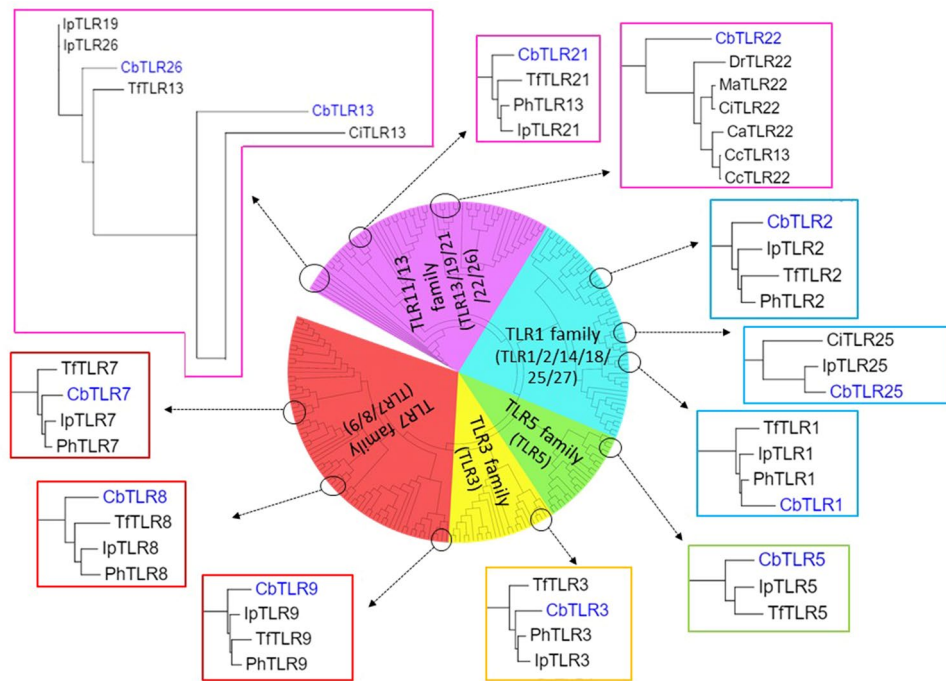 IpTLR19
IpTLR26
CbTLR26
TfTLR13
CbTLR13
CiTLR13
CbTLR21
TfTLR21
PhTLR13
IpTLR21
CbTLR22
DrTLR22
MaTLR22
CiTLR22
CaTLR22
CcTLR13
CcTLR22
CbTLR2
IpTLR2
TfTLR2
PhTLR2
CiTLR25
IpTLR25
CbTLR25
TfTLR1
IpTLR1
PhTLR1
CbTLR1
CbTLR5
IpTLR5
TfTLR5
TfTLR3
CbTLR3
PhTLR3
IpTLR3
CbTLR9
IpTLR9
TfTLR9
PhTLR9
CbTLR8
TfTLR8
IpTLR8
PhTLR8
TfTLR7
CbTLR7
IpTLR7
PhTLR7
TLR11/13
family
(TLR13/19/21
/22/26)
TLR1 family
(TLR1/2/14/18/
25/27)
TLR5 family
(TLR5)
TLR3 family
(TLR3)
TLR7 family
(TLR7/8/9)